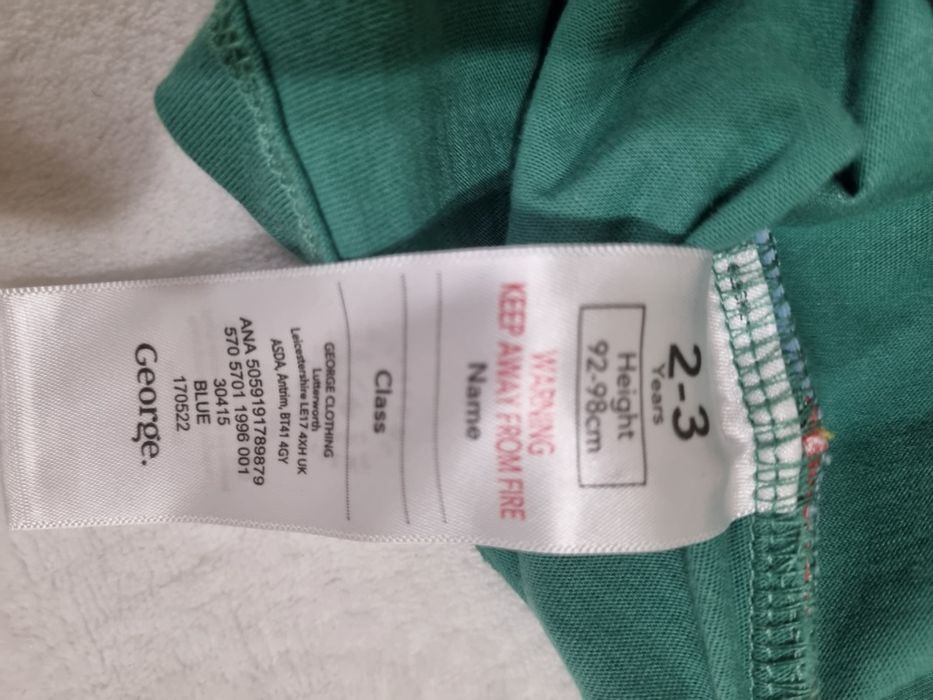 2-3
Years
Height
92-98cm
WARNING
KEEP AWAY FROM FIRE
Name
Class
GEORGE CLOTHING
Lutterworth
Leicestershire LE17 4XH UK
ASDA, Antrim, BT41 4GY
ANA 5059191789879
570 5701 1996 001
30415
BLUE
170522
George.